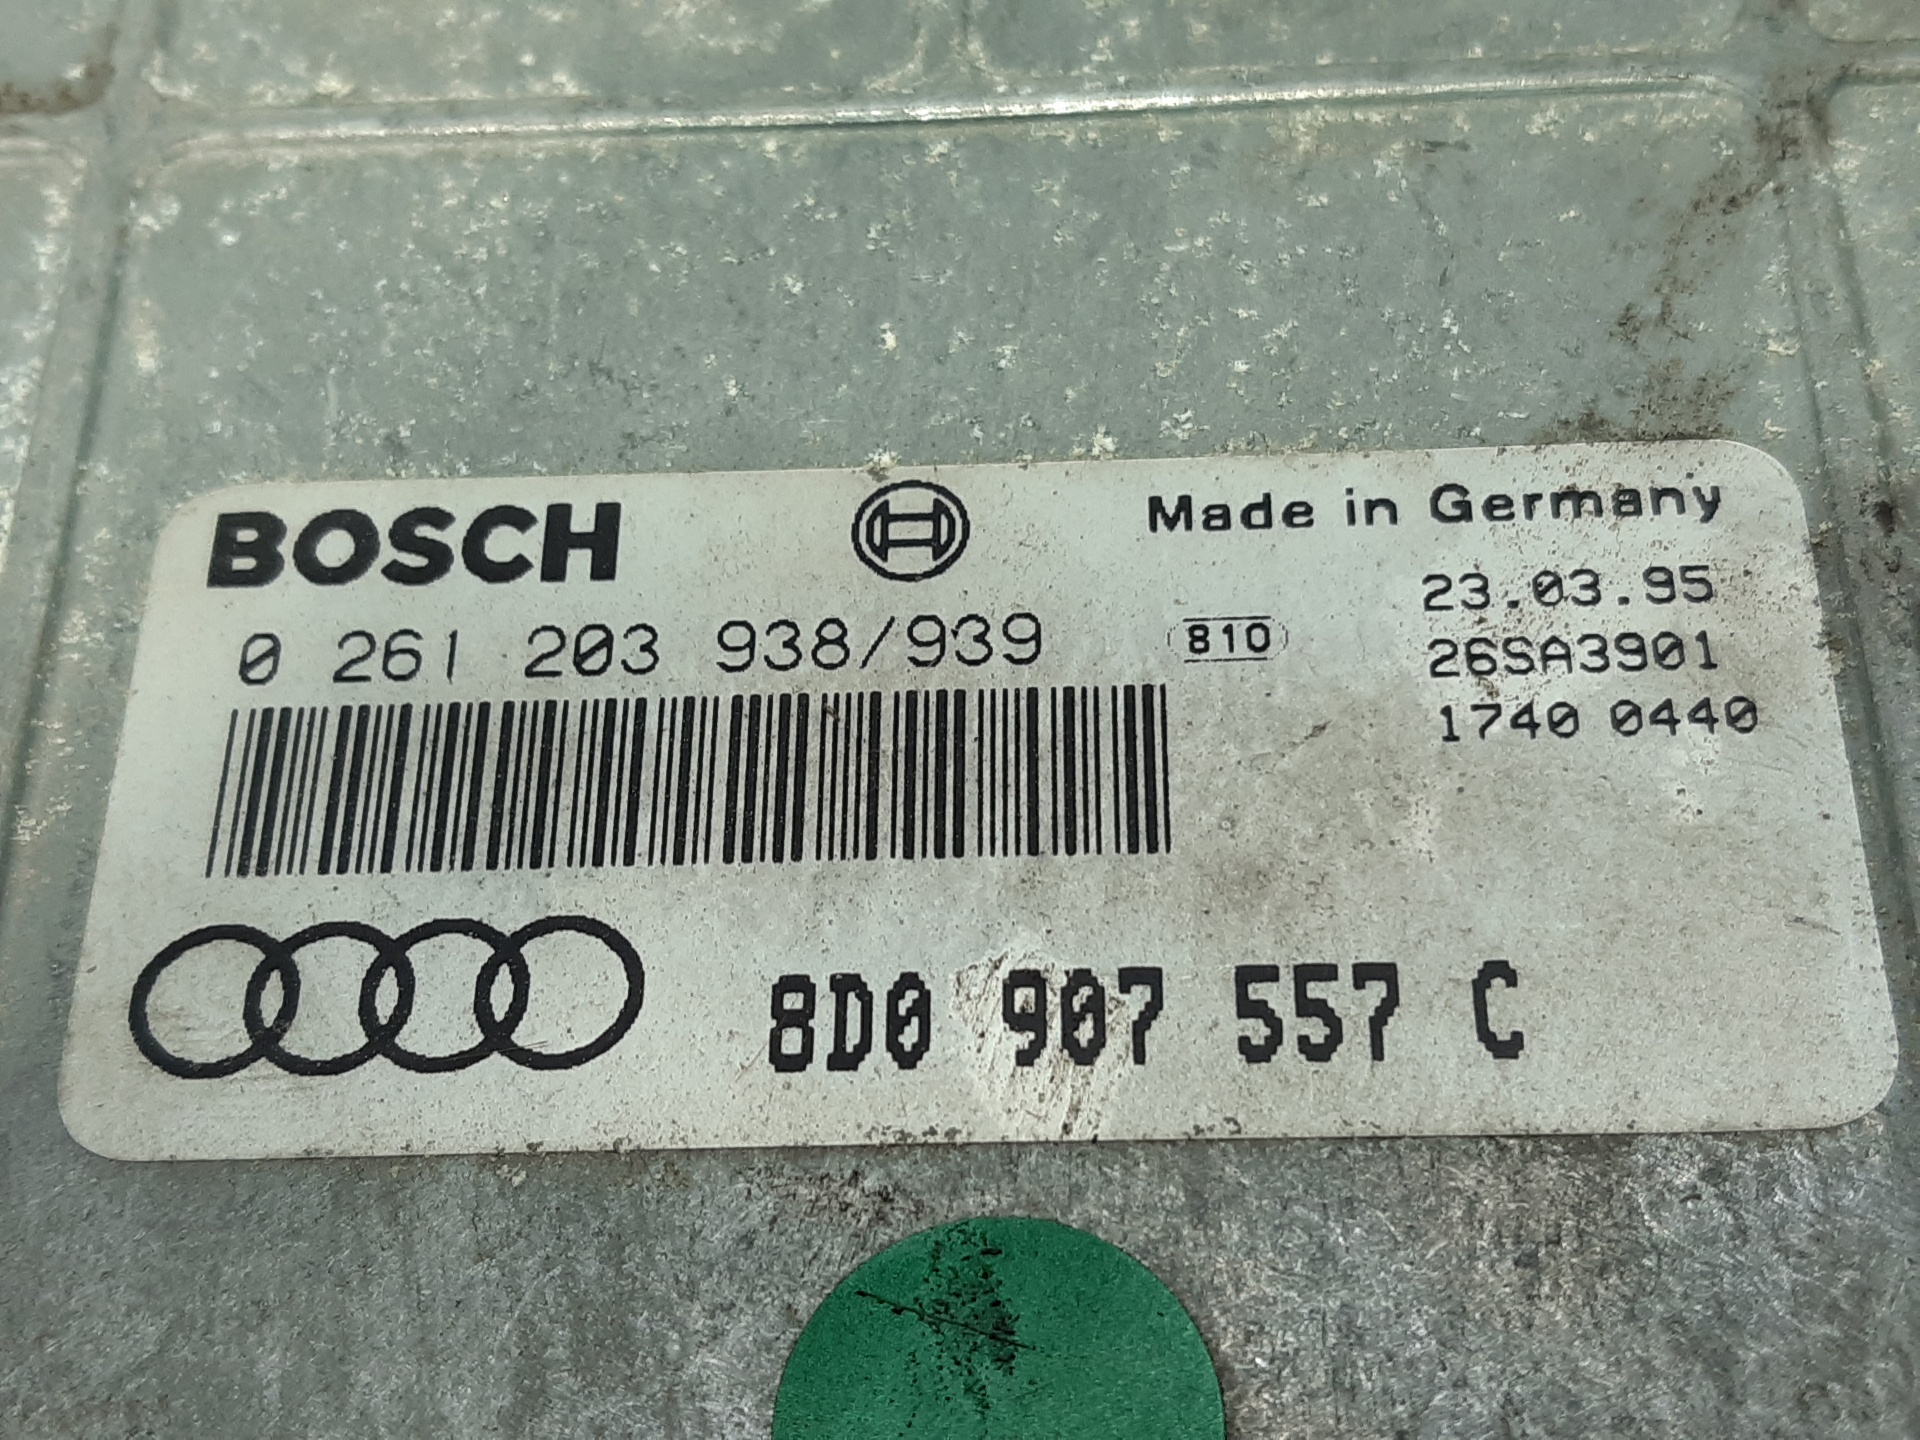 BOSCH
Made in Germany
23.03.95
0 261 203 938/939
810
26SA3901
1740 0440
8D0 907 557 C